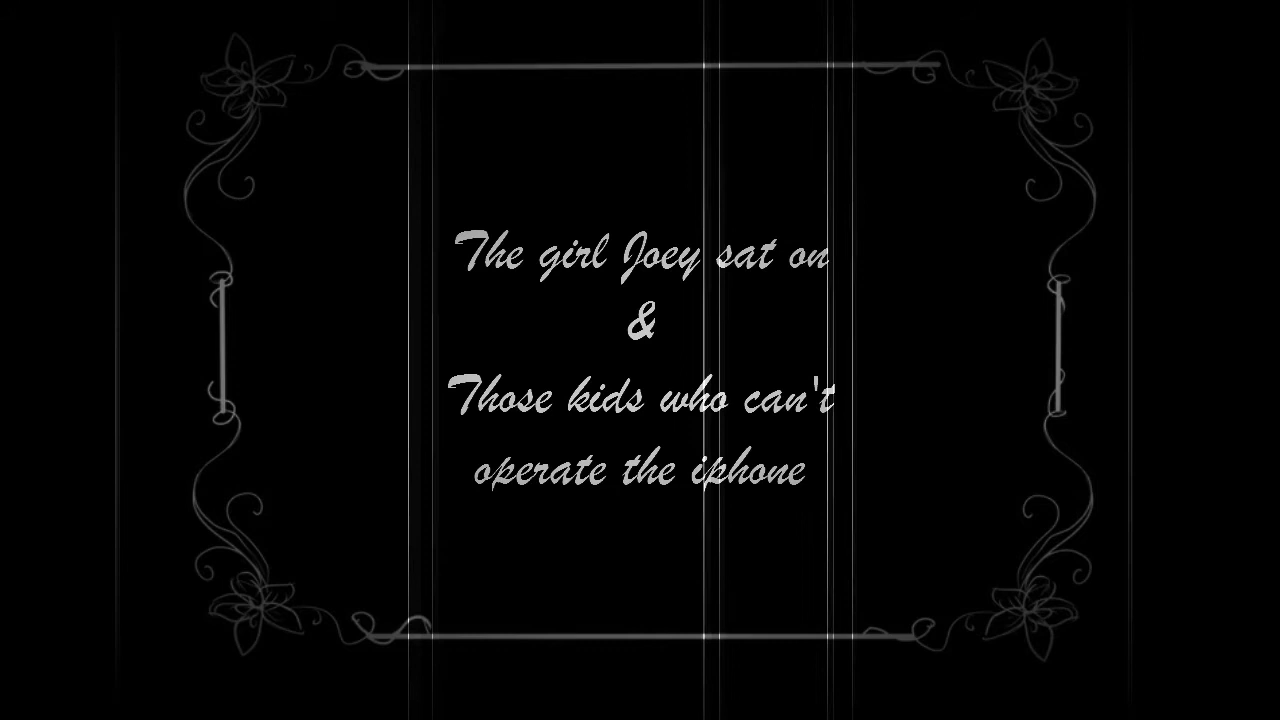 The girl Joey sat on
&
Those kids who can't
operate the iphone